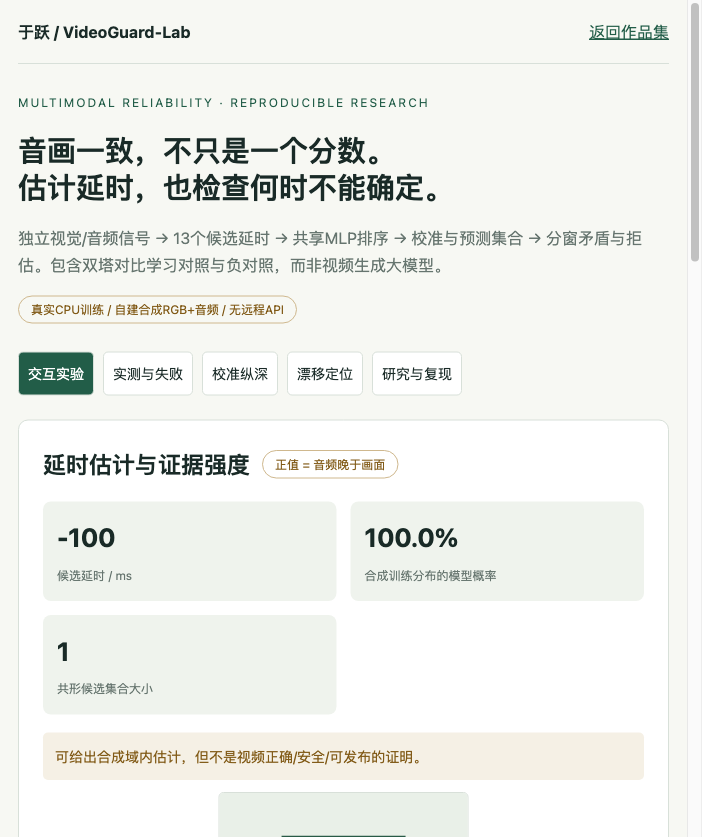 于跃 / VideoGuard-Lab
返回作品集
MULTIMODAL RELIABILITY · REPRODUCIBLE RESEARCH
音画一致，不只是一个分数。
估计延时，也检查何时不能确定。
独立视觉/音频信号 → 13个候选延时 → 共享MLP排序 → 校准与预测集合 → 分窗矛盾与拒
估。包含双塔对比学习对照与负对照，而非视频生成大模型。
真实CPU训练 / 自建合成RGB+音频 / 无远程API
交互实验
实测与失败
校准纵深
漂移定位
研究与复现
延时估计与证据强度
正值 = 音频晚于画面
-100
候选延时 / ms
100.0%
合成训练分布的模型概率
1
共形候选集合大小
可给出合成域内估计，但不是视频正确/安全/可发布的证明。